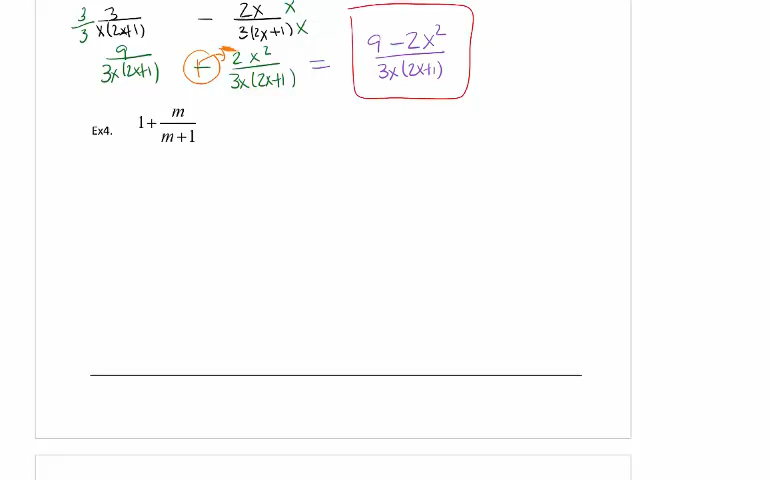 3/3 3/x(2x+1) − 2x/3(2x+1) x/x
9/3x(2x+1) + 2x²/3x(2x+1) = 9−2x²/3x(2x+1)
Ex4. 1+ m/m+1